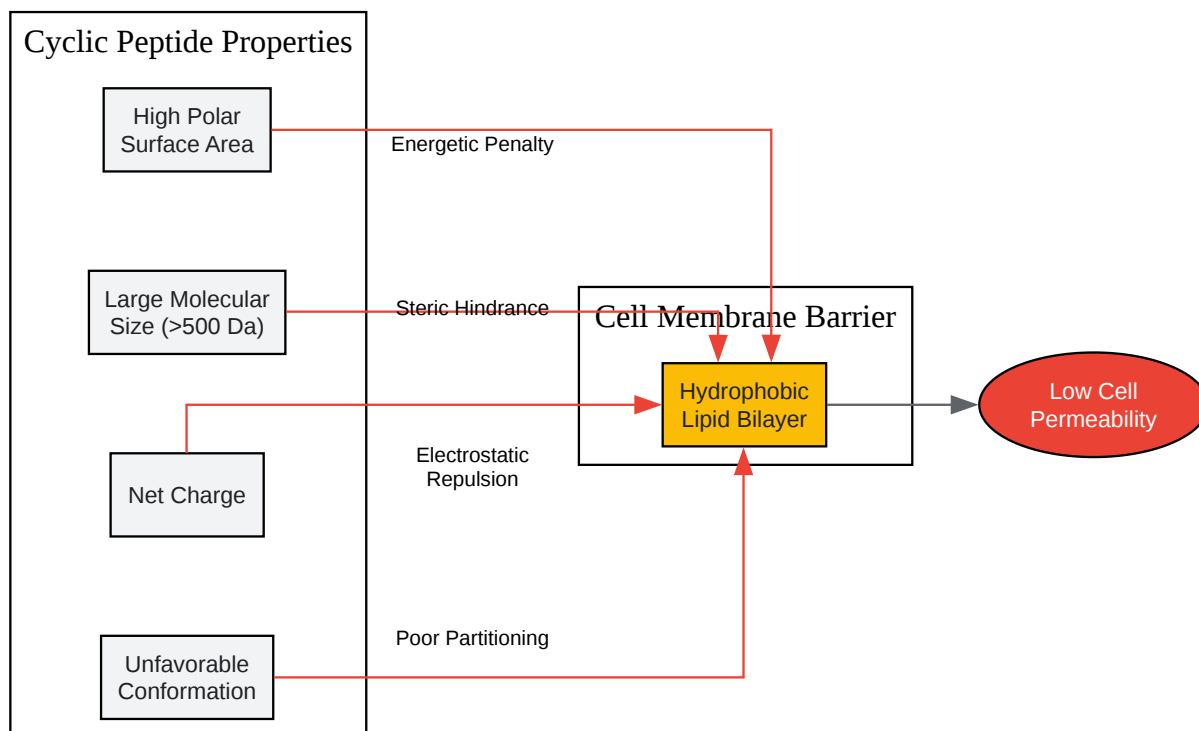 Cyclic Peptide Properties
High Polar
Surface Area
Energetic Penalty
Large Molecular
Size (>500 Da)
Steric Hindrance
Cell Membrane Barrier
Hydrophobic
Lipid Bilayer
Low Cell
Permeability
Net Charge
Electrostatic
Repulsion
Unfavorable
Conformation
Poor Partitioning